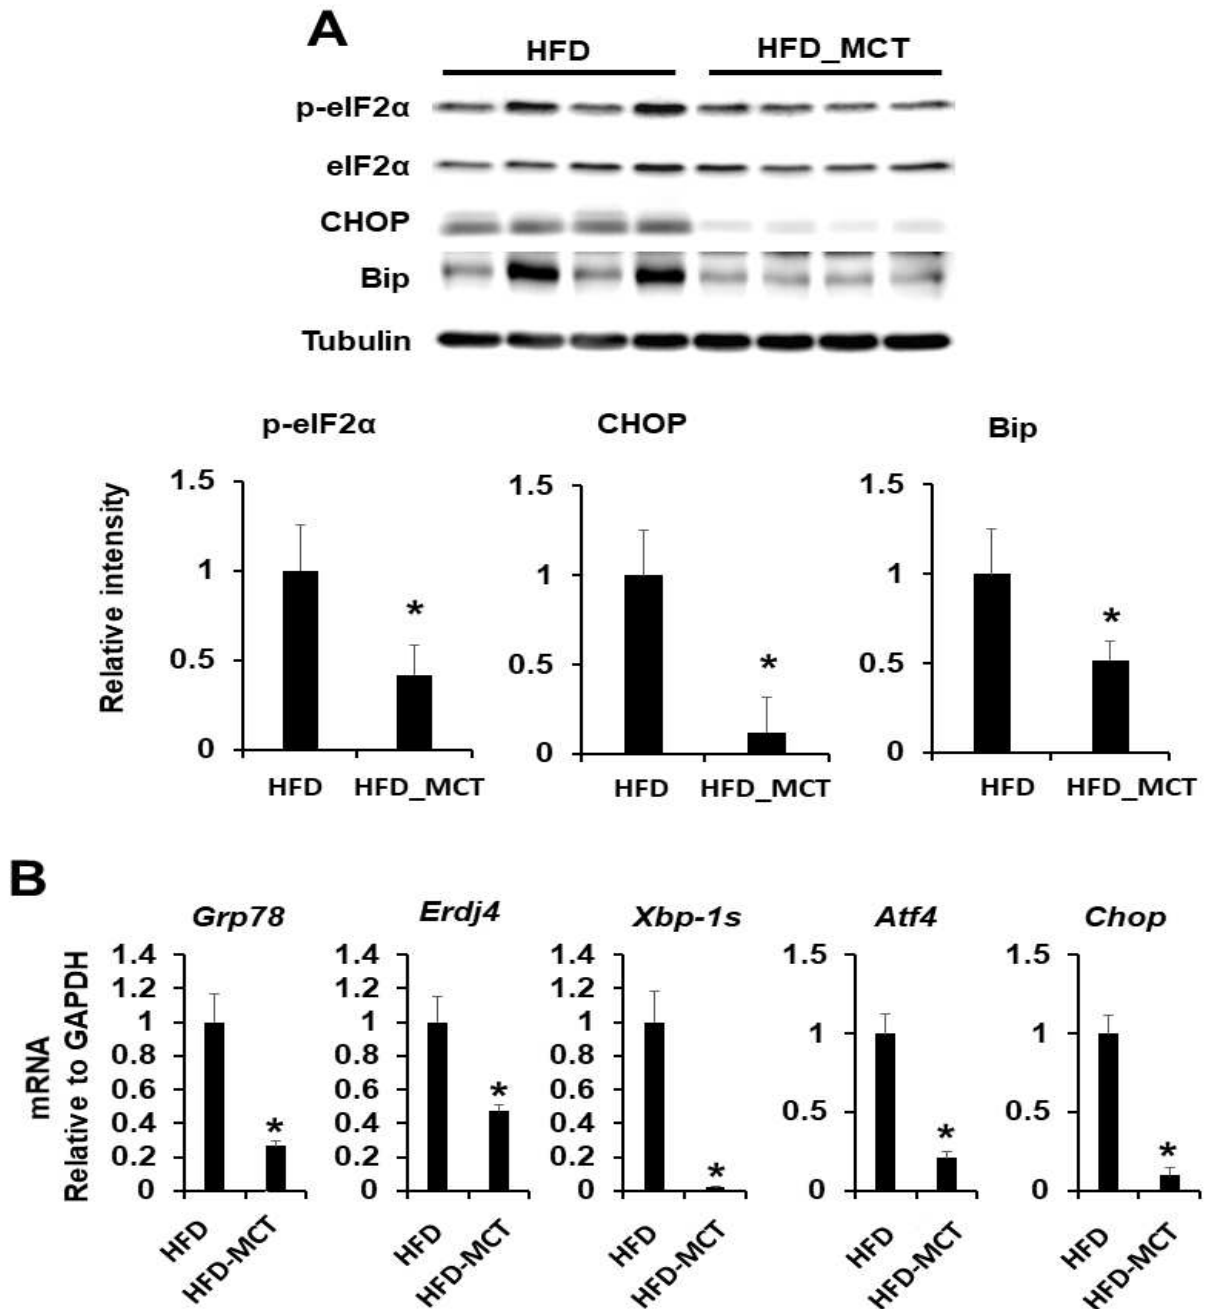 A
HFD HFD_MCT
p-eIF2α
eIF2α
CHOP
Bip
Tubulin
p-eIF2α CHOP Bip
Relative intensity
1.5
1
0.5
0
HFD HFD_MCT
1.5
1
0.5
*
0
HFD HFD_MCT
*
1.5
1
0.5
0
HFD HFD_MCT
*
B
mRNA
Relative to GAPDH
Grp78
1.4
1.2
1
0.8
0.6
0.4
0.2
0
*
HFD
HFD-MCT
Erdj4
1.4
1.2
1
0.8
0.6
0.4
0.2
0
*
HFD
HFD-MCT
Xbp-1s
1.4
1.2
1
0.8
0.6
0.4
0.2
0
*
HFD
HFD-MCT
Atf4
1.5
1
0.5
0
*
HFD
HFD-MCT
Chop
1.5
1
0.5
0
*
HFD
HFD-MCT